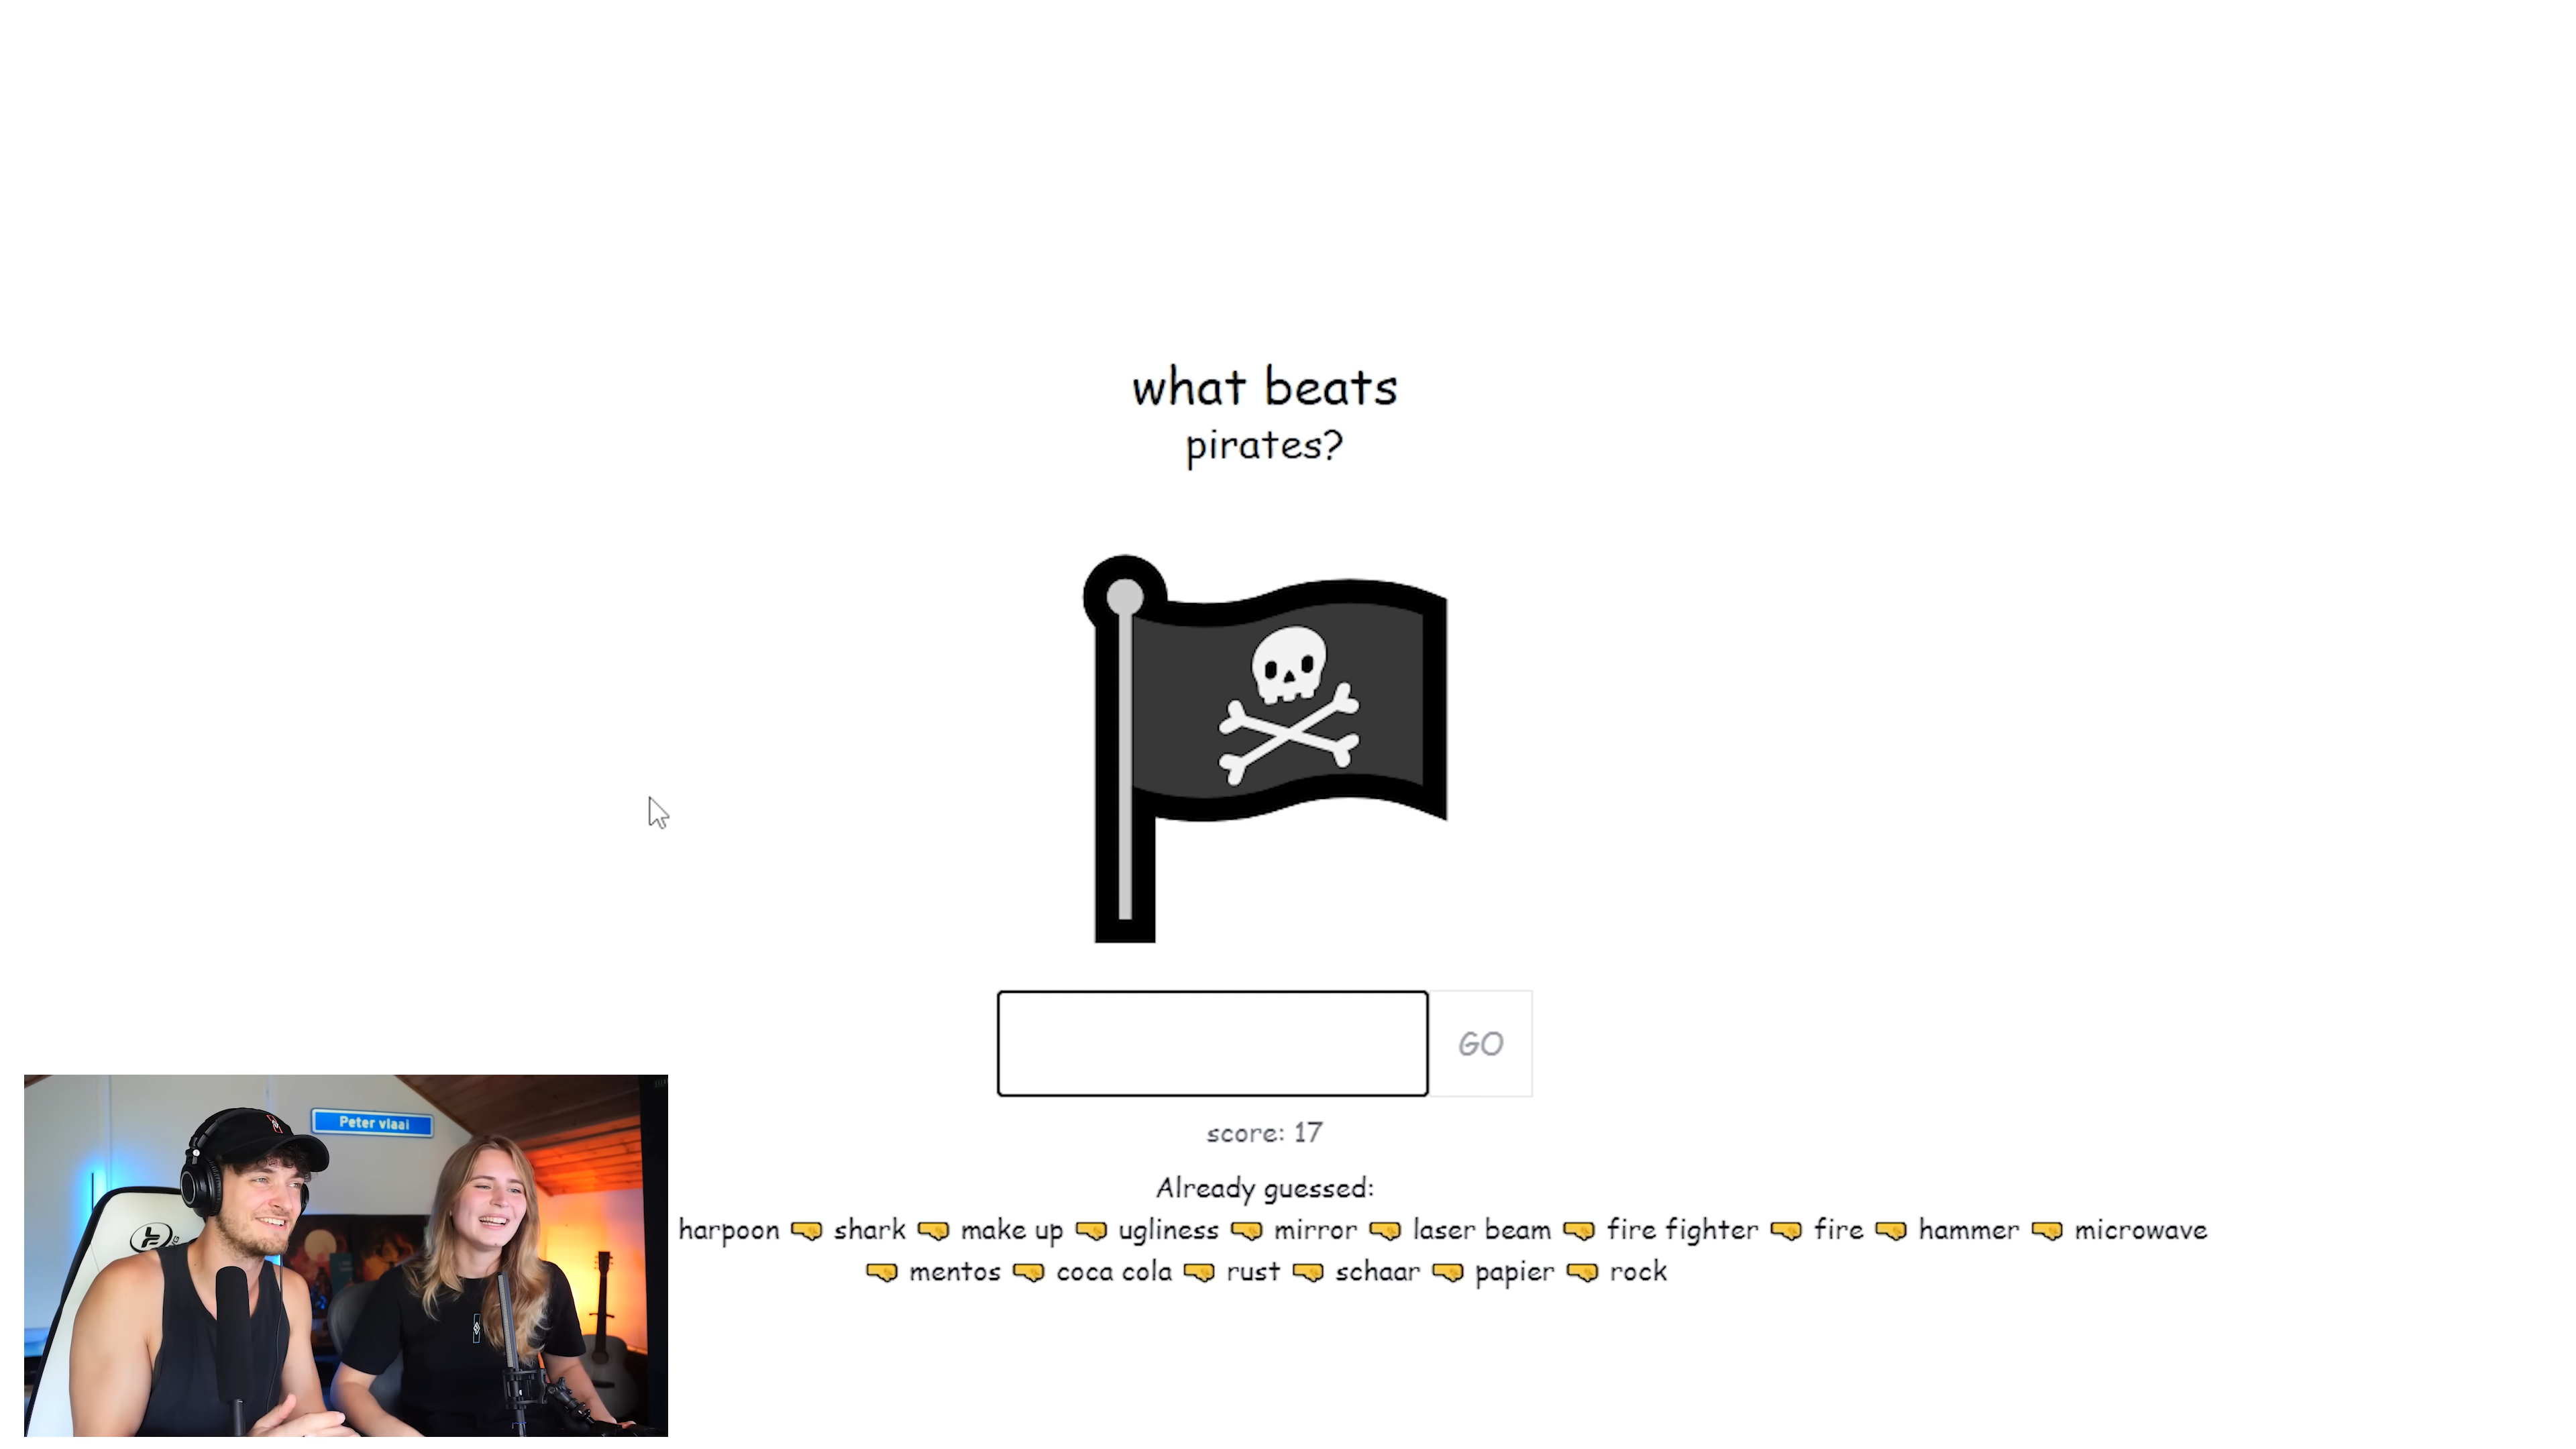 what beats
pirates?
GO
score: 17
Already guessed:
harpoon 🤜 shark 🤜 make up 🤜 ugliness 🤜 mirror 🤜 laser beam 🤜 fire fighter 🤜 fire 🤜 hammer 🤜 microwave
🤜 mentos 🤜 coca cola 🤜 rust 🤜 schaar 🤜 papier 🤜 rock
Peter vlaai